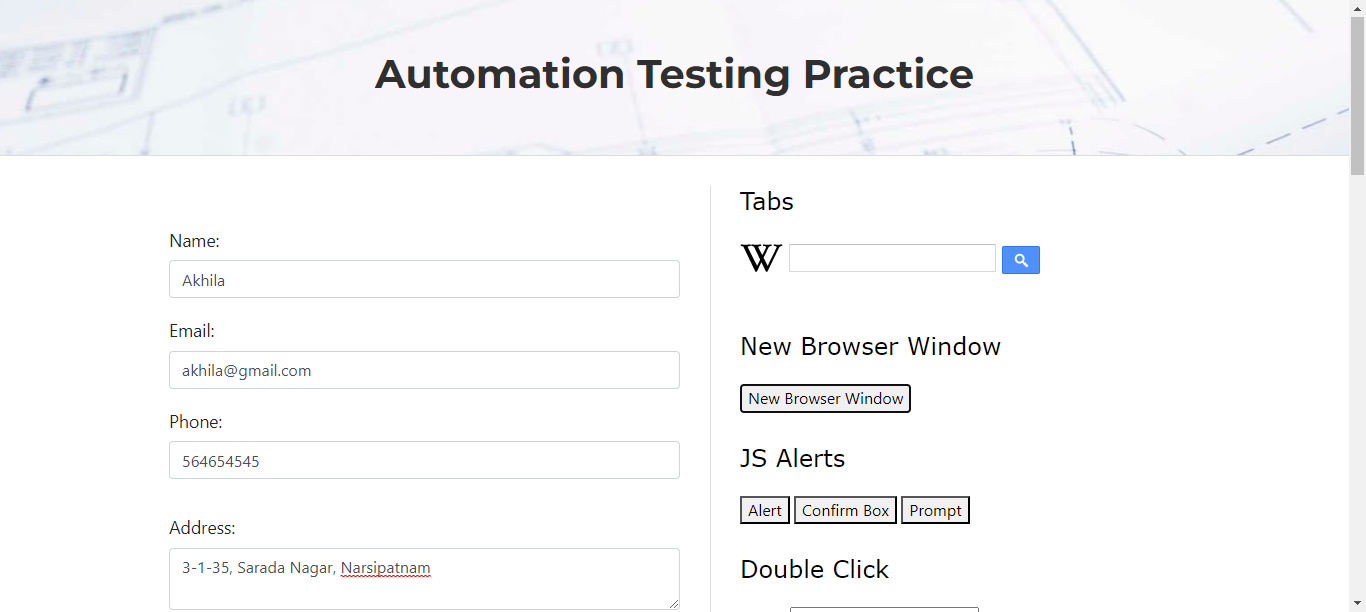 Automation Testing Practice
Name:
Akhila
Email:
akhila@gmail.com
Phone:
564654545
Address:
3-1-35, Sarada Nagar, Narsipatnam
Tabs
W
New Browser Window
New Browser Window
JS Alerts
Alert Confirm Box Prompt
Double Click